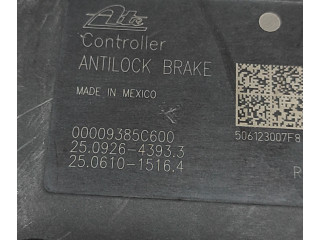 Ate
Controller
ANTILOCK BRAKE
MADE IN MEXICO
00009385C600
25.0926-4393.3
25.0610-1516.4
506123007F8
R